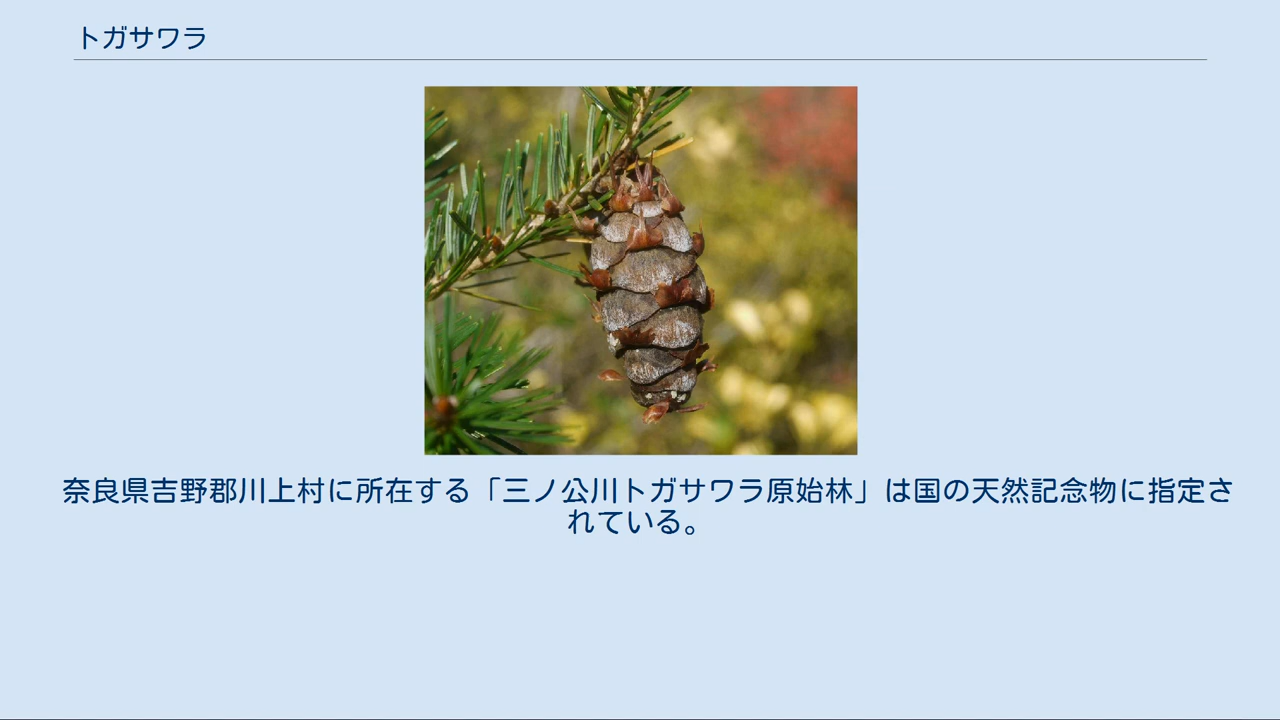 トガサワラ
奈良県吉野郡川上村に所在する「三ノ公川トガサワラ原始林」は国の天然記念物に指定さ
れている。